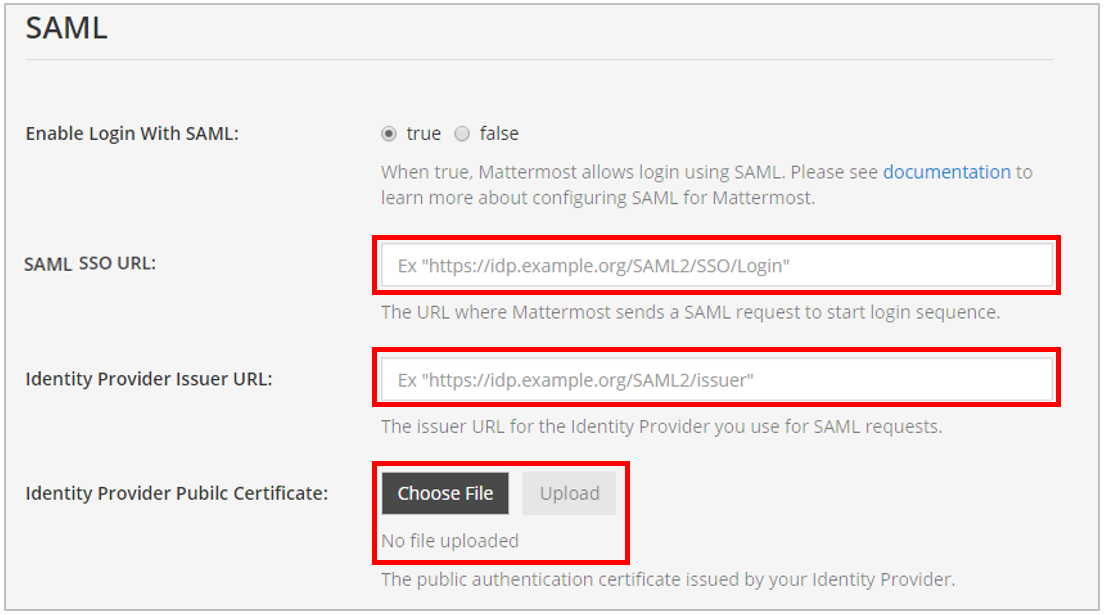 SAML
Enable Login With SAML:
true false
When true, Mattermost allows login using SAML. Please see documentation to
learn more about configuring SAML for Mattermost.
SAML SSO URL:
Ex "https://idp.example.org/SAML2/SSO/Login"
The URL where Mattermost sends a SAML request to start login sequence.
Identity Provider Issuer URL:
Ex "https://idp.example.org/SAML2/issuer"
The issuer URL for the Identity Provider you use for SAML requests.
Identity Provider Pubilc Certificate:
Choose File Upload
No file uploaded
The public authentication certificate issued by your Identity Provider.